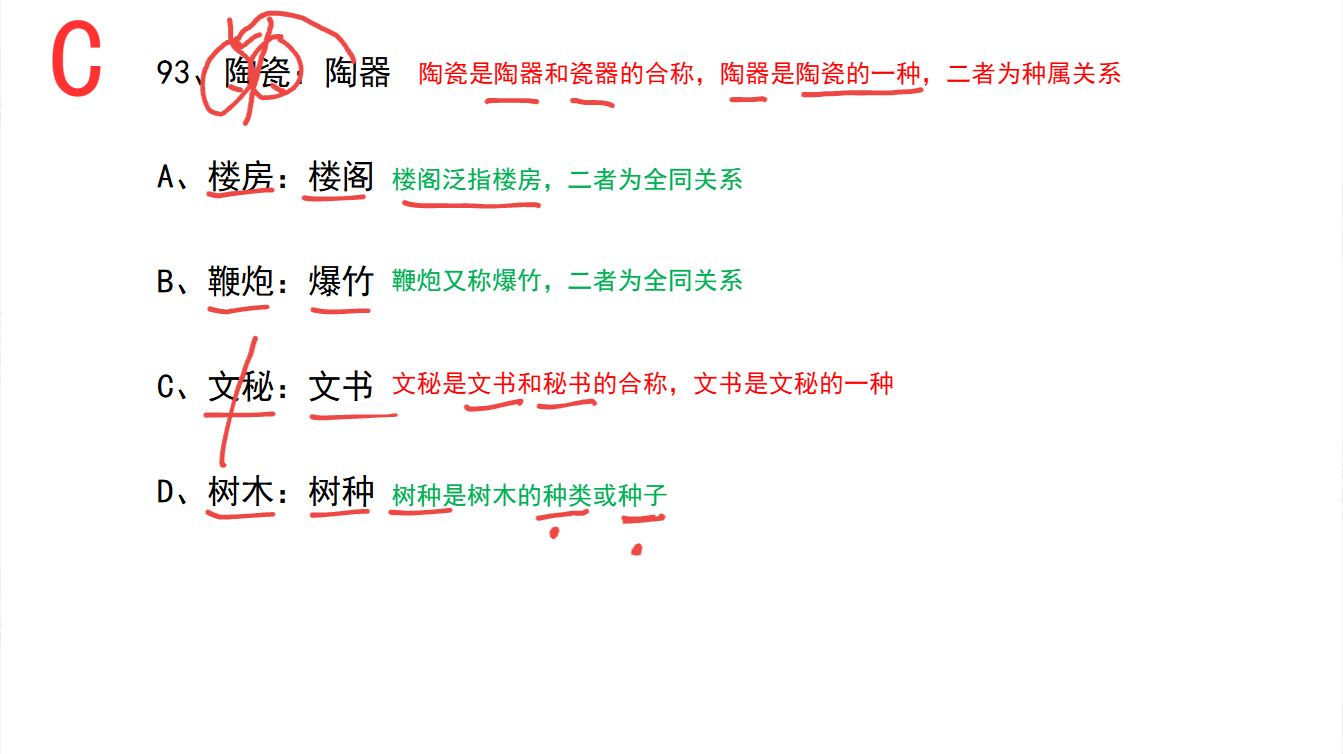 C
93、陶瓷：陶器 陶瓷是陶器和瓷器的合称，陶器是陶瓷的一种，二者为种属关系
A、楼房：楼阁 楼阁泛指楼房，二者为全同关系
B、鞭炮：爆竹 鞭炮又称爆竹，二者为全同关系
C、文秘：文书 文秘是文书和秘书的合称，文书是文秘的一种
D、树木：树种 树种是树木的种类或种子